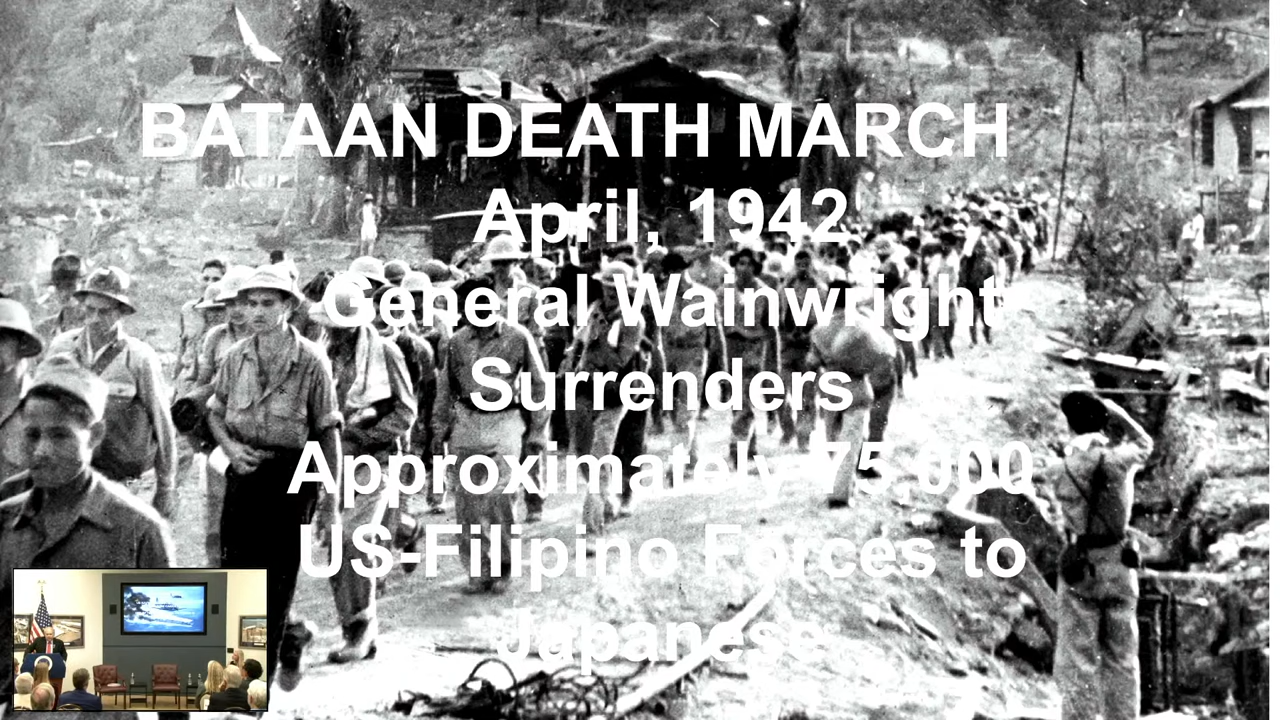 BATAAN DEATH MARCH
April, 1942
General Wainwright
Surrenders
Approximately 75,000
US-Filipino Forces to
Japanese